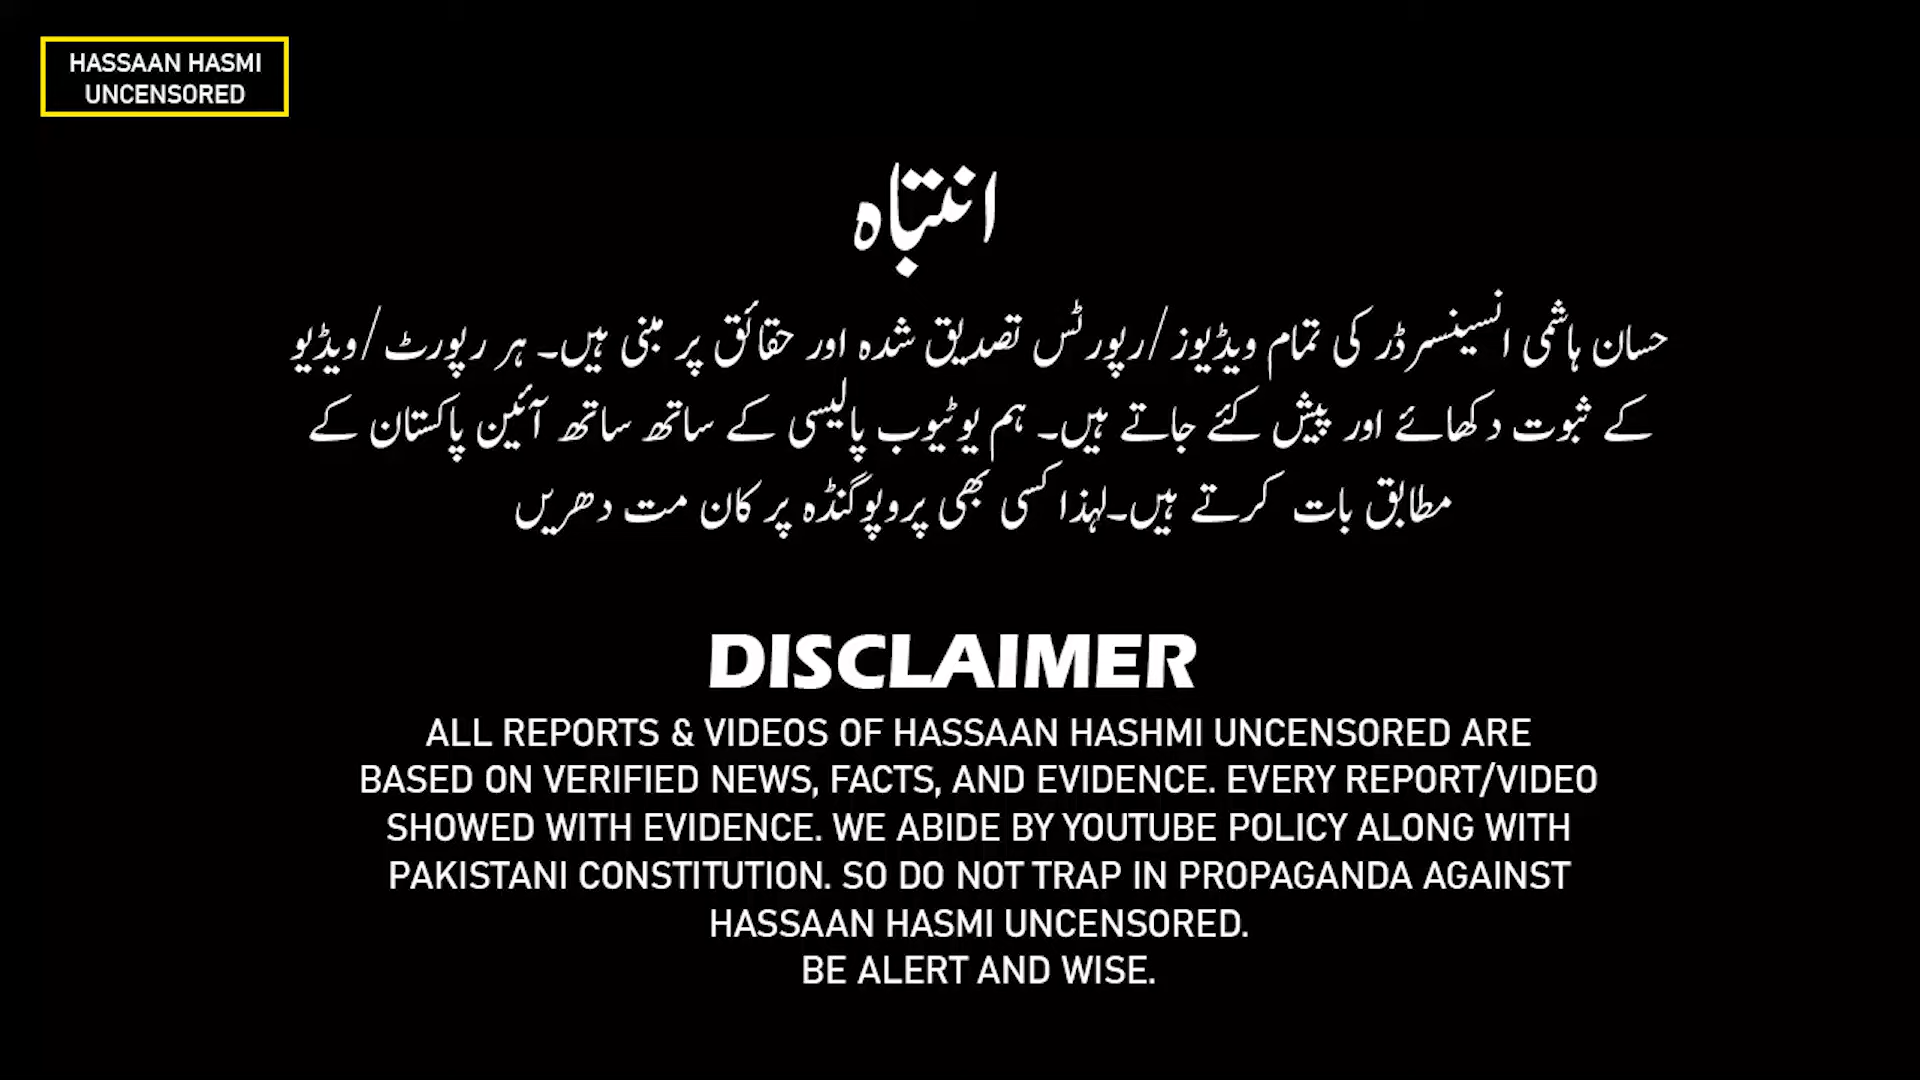 HASSAAN HASMI
UNCENSORED
انتباہ
حسان ہاشمی انسینسرڈر کی تمام ویڈیوز/رپورٹس تصدیق شدہ اور حقائق پر مبنی ہیں۔ ہر رپورٹ/ویڈیو
کے ثبوت دکھائے اور پیش کئے جاتے ہیں۔ ہم یوٹیوب پالیسی کے ساتھ ساتھ آئین پاکستان کے
مطابق بات کرتے ہیں۔لہذا کسی بھی پروپوگنڈہ پر کان مت دھریں
DISCLAIMER
ALL REPORTS & VIDEOS OF HASSAAN HASHMI UNCENSORED ARE
BASED ON VERIFIED NEWS, FACTS, AND EVIDENCE. EVERY REPORT/VIDEO
SHOWED WITH EVIDENCE. WE ABIDE BY YOUTUBE POLICY ALONG WITH
PAKISTANI CONSTITUTION. SO DO NOT TRAP IN PROPAGANDA AGAINST
HASSAAN HASMI UNCENSORED.
BE ALERT AND WISE.